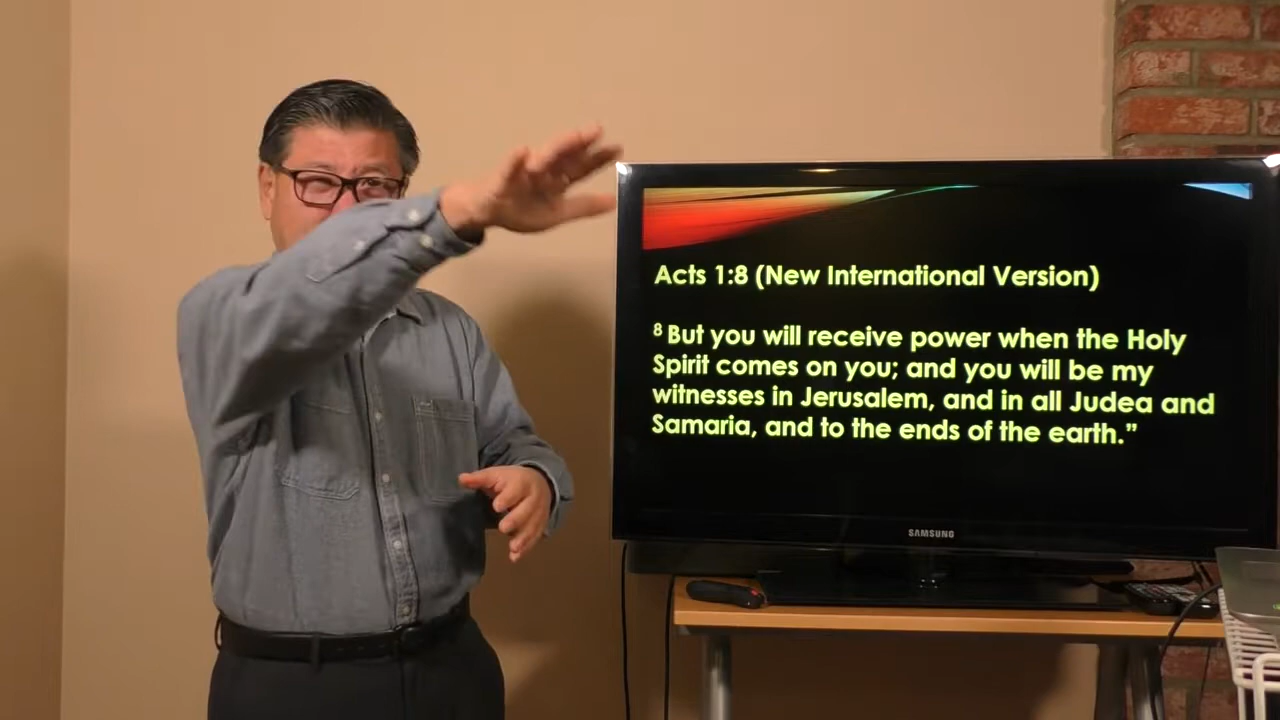 Acts 1:8 (New International Version)
8 But you will receive power when the Holy
Spirit comes on you; and you will be my
witnesses in Jerusalem, and in all Judea and
Samaria, and to the ends of the earth.”
SAMSUNG